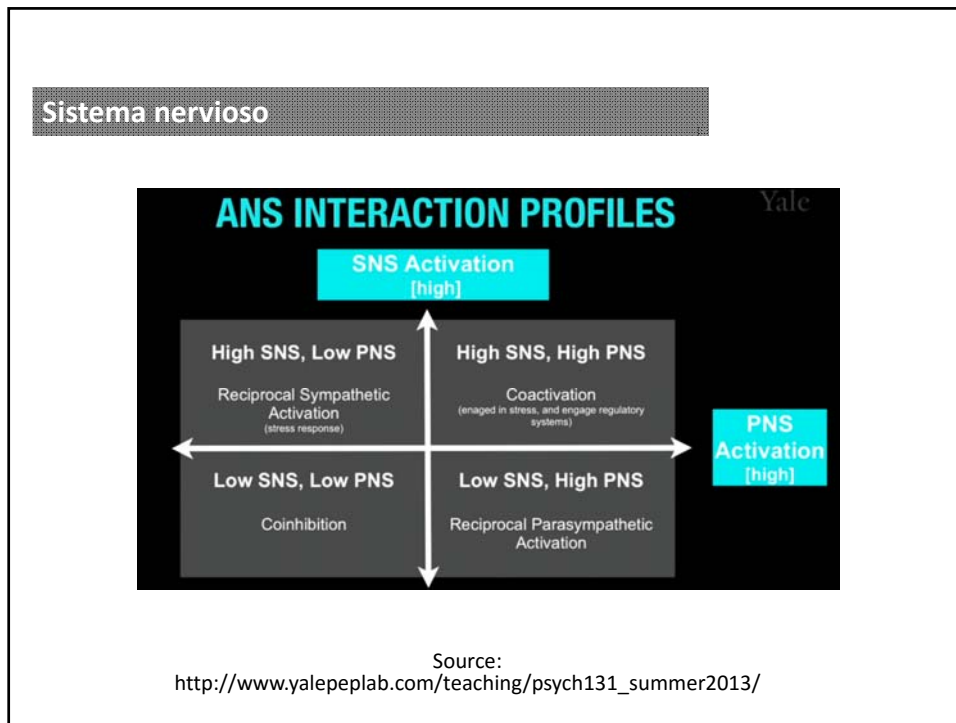 Sistema nervioso
ANS INTERACTION PROFILES
Yale
SNS Activation
[high]
High SNS, Low PNS
Reciprocal Sympathetic
Activation
(stress response)
High SNS, High PNS
Coactivation
(enaged in stress, and engage regulatory
systems)
PNS
Activation
[high]
Low SNS, Low PNS
Coinhibition
Low SNS, High PNS
Reciprocal Parasympathetic
Activation
Source:
http://www.yalepeplab.com/teaching/psych131_summer2013/